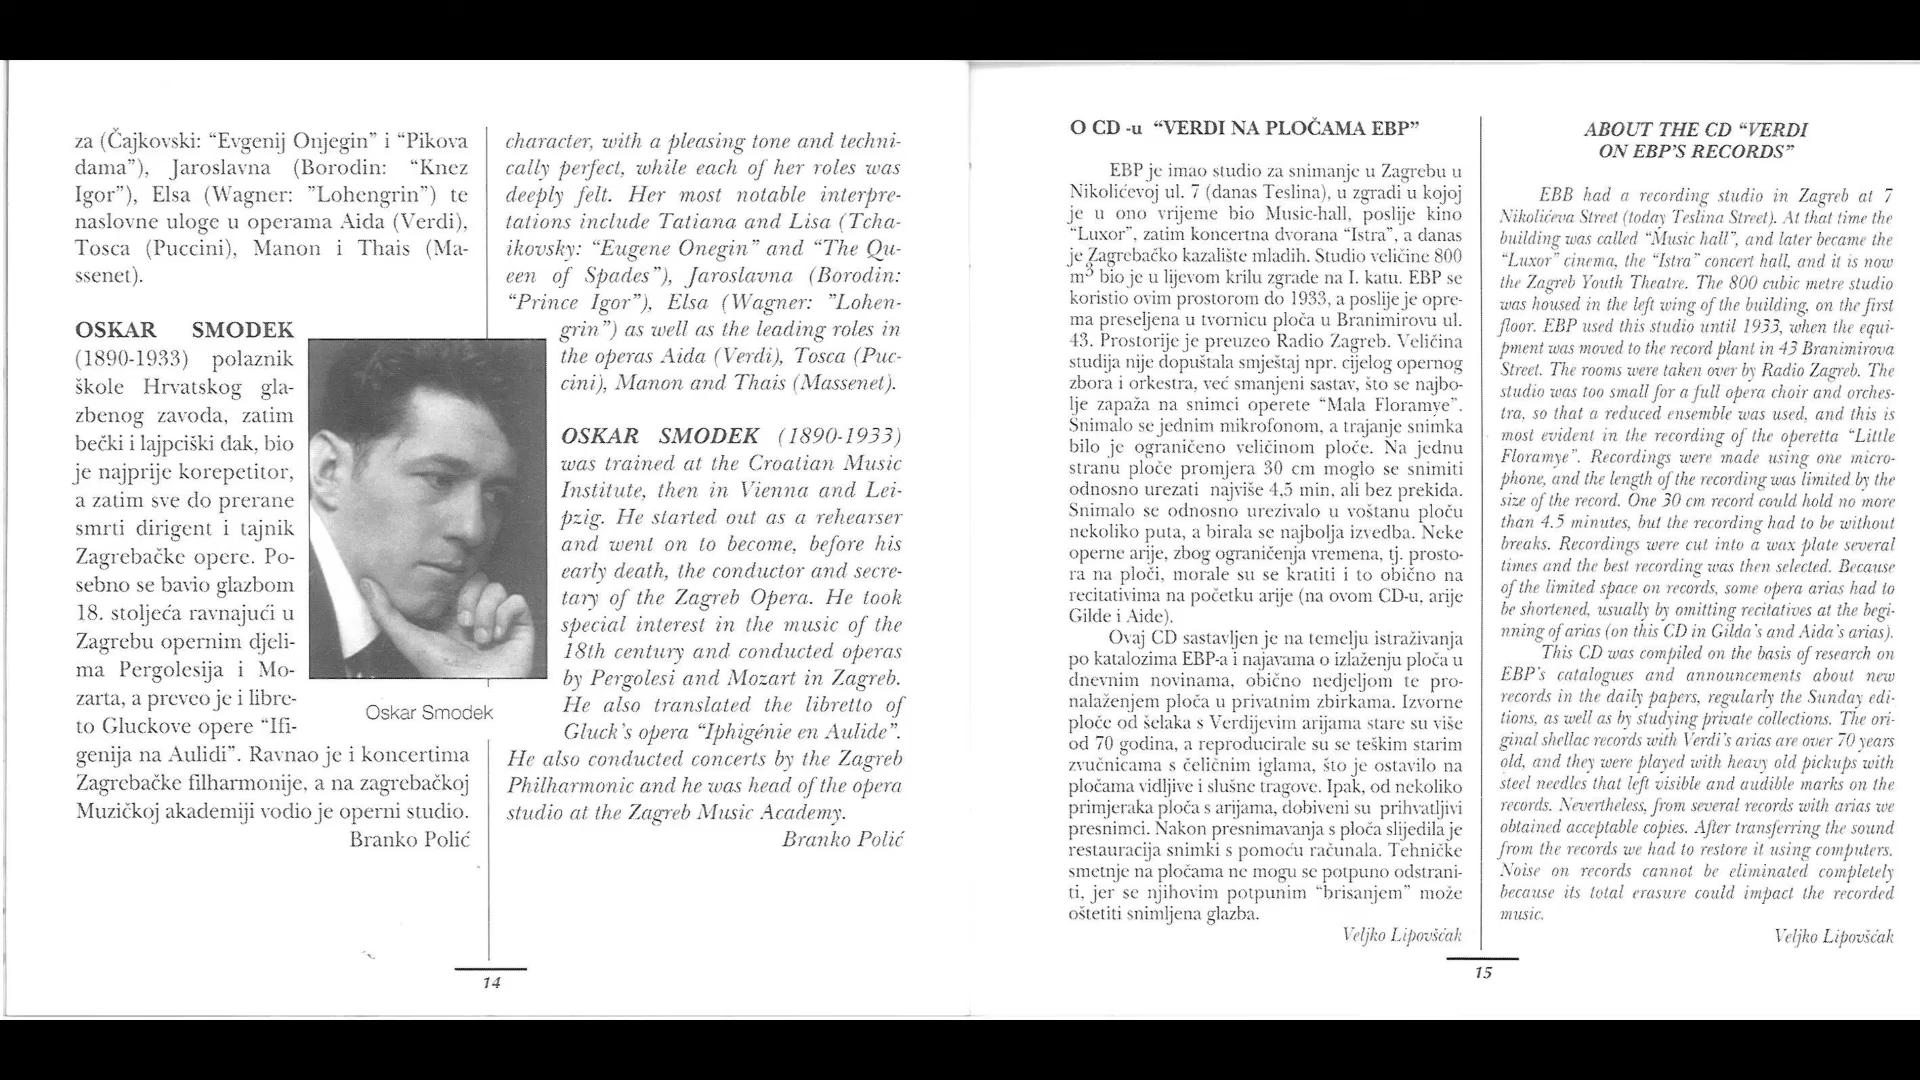 za (Čajkovski: “Evgenij Onjegin” i “Pikova
dama”), Jaroslavna (Borodin: “Knez
Igor”), Elsa (Wagner: ”Lohengrin”) te
naslovne uloge u operama Aida (Verdi),
Tosca (Puccini), Manon i Thais (Ma-
ssenet).
OSKAR SMODEK
(1890-1933) polaznik
škole Hrvatskog gla-
zbenog zavoda, zatim
bečki i lajpciški đak, bio
je najprije korepetitor,
a zatim sve do prerane
smrti dirigent i tajnik
Zagrebačke opere. Po-
sebno se bavio glazbom
18. stoljeća ravnajući u
Zagrebu opernim djeli-
ma Pergolesija i Mo-
zarta, a preveo je i libre-
to Gluckove opere “Ifi-
genija na Aulidi”. Ravnao je i koncertima
Zagrebačke filharmonije, a na zagrebačkoj
Muzičkoj akademiji vodio je operni studio.
Branko Polić
Oskar Smodek
character, with a pleasing tone and techni-
cally perfect, while each of her roles was
deeply felt. Her most notable interpre-
tations include Tatiana and Lisa (Tcha-
ikovsky: “Eugene Onegin” and “The Qu-
een of Spades”), Jaroslavna (Borodin:
“Prince Igor”), Elsa (Wagner: ”Lohen-
grin”) as well as the leading roles in
the operas Aida (Verdi), Tosca (Puc-
cini), Manon and Thais (Massenet).
OSKAR SMODEK (1890-1933)
was trained at the Croatian Music
Institute, then in Vienna and Lei-
pzig. He started out as a rehearser
and went on to become, before his
early death, the conductor and secre-
tary of the Zagreb Opera. He took
special interest in the music of the
18th century and conducted operas
by Pergolesi and Mozart in Zagreb.
He also translated the libretto of
Gluck’s opera “Iphigénie en Aulide”.
He also conducted concerts by the Zagreb
Philharmonic and he was head of the opera
studio at the Zagreb Music Academy.
Branko Polić
14
O CD -u “VERDI NA PLOČAMA EBP”
EBP je imao studio za snimanje u Zagrebu u
Nikolićevoj ul. 7 (danas Teslina), u zgradi u kojoj
je u ono vrijeme bio Music-hall, poslije kino
“Luxor”, zatim koncertna dvorana “Istra”, a danas
je Zagrebačko kazalište mladih. Studio veličine 800
m³ bio je u lijevom krilu zgrade na I. katu. EBP se
koristio ovim prostorom do 1933, a poslije je opre-
ma preseljena u tvornicu ploča u Branimirovu ul.
43. Prostorije je preuzeo Radio Zagreb. Veličina
studija nije dopuštala smještaj npr. cijelog opernog
zbora i orkestra, već smanjeni sastav, što se najbo-
lje zapaža na snimci operete “Mala Floramye”.
Snimalo se jednim mikrofonom, a trajanje snimka
bilo je ograničeno veličinom ploče. Na jednu
stranu ploče promjera 30 cm moglo se snimiti
odnosno urezati najviše 4,5 min, ali bez prekida.
Snimalo se odnosno urezivalo u voštanu ploču
nekoliko puta, a birala se najbolja izvedba. Neke
operne arije, zbog ograničenja vremena, tj. prosto-
ra na ploči, morale su se kratiti i to obično na
recitativima na početku arije (na ovom CD-u, arije
Gilde i Aide).
Ovaj CD sastavljen je na temelju istraživanja
po katalozima EBP-a i najavama o izlaženju ploča u
dnevnim novinama, obično nedjeljom te pro-
nalaženjem ploča u privatnim zbirkama. Izvorne
ploče od šelaka s Verdijevim arijama stare su više
od 70 godina, a reproducirale su se teškim starim
zvučnicama s čeličnim iglama, što je ostavilo na
pločama vidljive i slušne tragove. Ipak, od nekoliko
primjeraka ploča s arijama, dobiveni su prihvatljivi
presnimci. Nakon presnimavanja s ploča slijedila je
restauracija snimki s pomoću računala. Tehničke
smetnje na pločama ne mogu se potpuno odstrani-
ti, jer se njihovim potpunim “brisanjem” može
oštetiti snimljena glazba.
Veljko Lipovšćak
ABOUT THE CD “VERDI
ON EBP’S RECORDS”
EBB had a recording studio in Zagreb at 7
Nikolićeva Street (today Teslina Street). At that time the
building was called “Music hall”, and later became the
“Luxor” cinema, the “Istra” concert hall, and it is now
the Zagreb Youth Theatre. The 800 cubic metre studio
was housed in the left wing of the building, on the first
floor. EBP used this studio until 1933, when the equi-
pment was moved to the record plant in 43 Branimirova
Street. The rooms were taken over by Radio Zagreb. The
studio was too small for a full opera choir and orches-
tra, so that a reduced ensemble was used, and this is
most evident in the recording of the operetta “Little
Floramye”. Recordings were made using one micro-
phone, and the length of the recording was limited by the
size of the record. One 30 cm record could hold no more
than 4.5 minutes, but the recording had to be without
breaks. Recordings were cut into a wax plate several
times and the best recording was then selected. Because
of the limited space on records, some opera arias had to
be shortened, usually by omitting recitatives at the begi-
nning of arias (on this CD in Gilda’s and Aida’s arias).
This CD was compiled on the basis of research on
EBP’s catalogues and announcements about new
records in the daily papers, regularly the Sunday edi-
tions, as well as by studying private collections. The ori-
ginal shellac records with Verdi’s arias are over 70 years
old, and they were played with heavy old pickups with
steel needles that left visible and audible marks on the
records. Nevertheless, from several records with arias we
obtained acceptable copies. After transferring the sound
from the records we had to restore it using computers.
Noise on records cannot be eliminated completely
because its total erasure could impact the recorded
music.
Veljko Lipovšćak
15